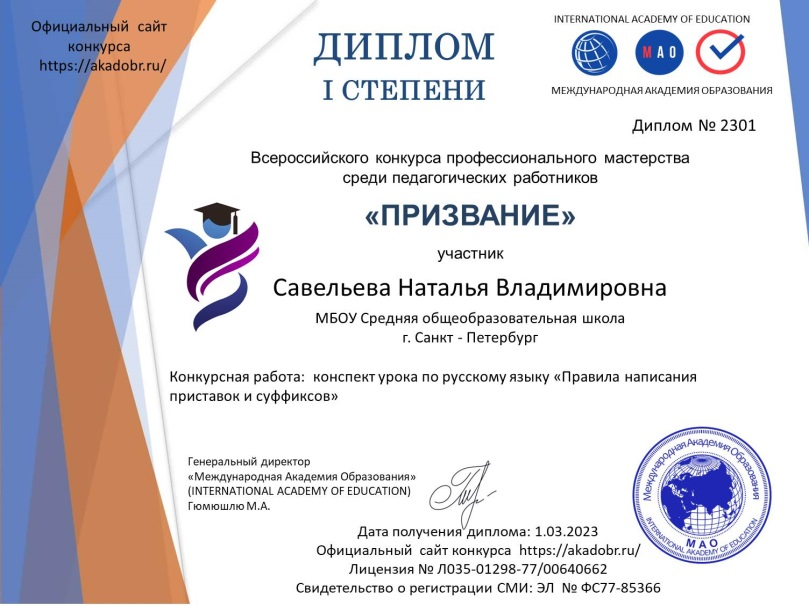 Официальный сайт
конкурса
https://akadobr.ru/
ДИПЛОМ
I СТЕПЕНИ
INTERNATIONAL ACADEMY OF EDUCATION
МАО
МЕЖДУНАРОДНАЯ АКАДЕМИЯ ОБРАЗОВАНИЯ
Диплом № 2301
Всероссийского конкурса профессионального мастерства
среди педагогических работников
«ПРИЗВАНИЕ»
участник
Савельева Наталья Владимировна
МБОУ Средняя общеобразовательная школа
г. Санкт - Петербург
Конкурсная работа: конспект урока по русскому языку «Правила написания
приставок и суффиксов»
Генеральный директор
«Международная Академия Образования»
(INTERNATIONAL ACADEMY OF EDUCATION)
Гюмюшлю М.А.
Международная Академия Образования
МАО
INTERNATIONAL ACADEMY OF EDUCATION
Дата получения диплома: 1.03.2023
Официальный сайт конкурса https://akadobr.ru/
Лицензия № Л035-01298-77/00640662
Свидетельство о регистрации СМИ: ЭЛ № ФС77-85366